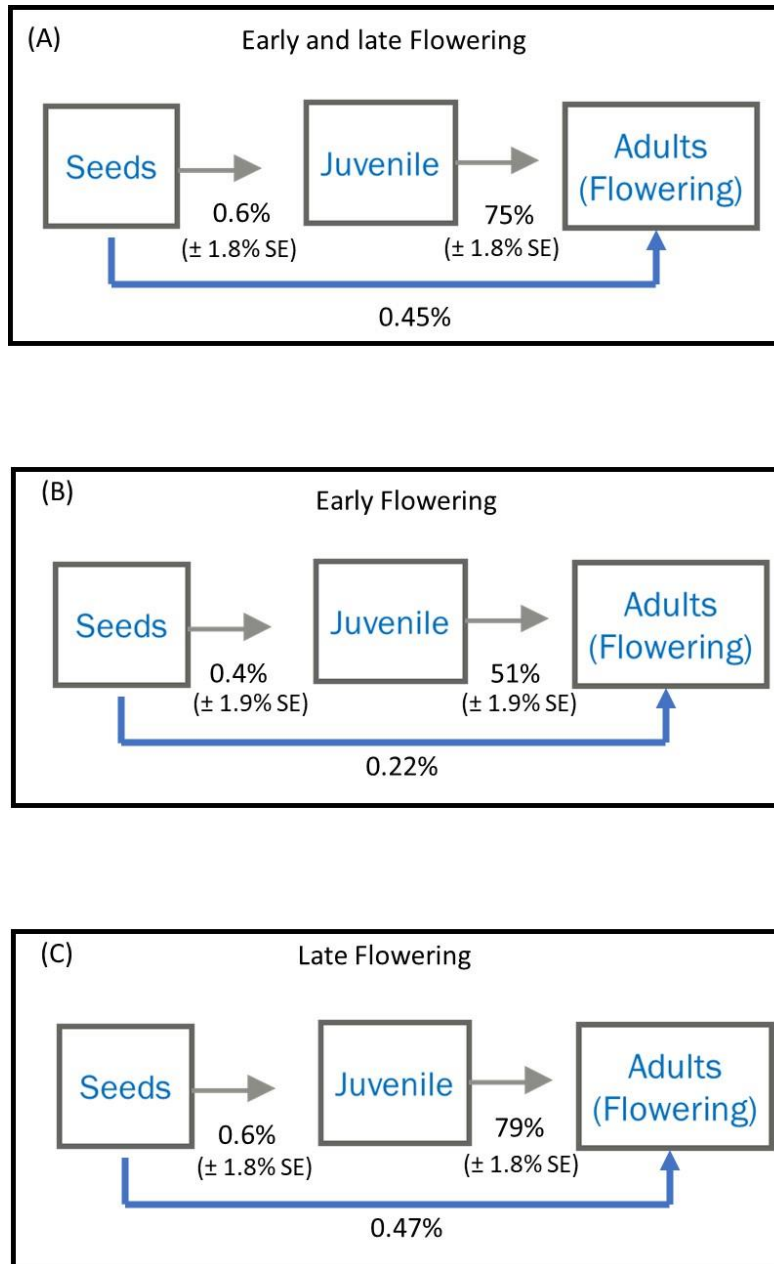 (A) Early and late Flowering
Seeds
Juvenile
Adults
(Flowering)
0.6%
(± 1.8% SE)
75%
(± 1.8% SE)
0.45%
(B) Early Flowering
Seeds
Juvenile
Adults
(Flowering)
0.4%
(± 1.9% SE)
51%
(± 1.9% SE)
0.22%
(C) Late Flowering
Seeds
Juvenile
Adults
(Flowering)
0.6%
(± 1.8% SE)
79%
(± 1.8% SE)
0.47%